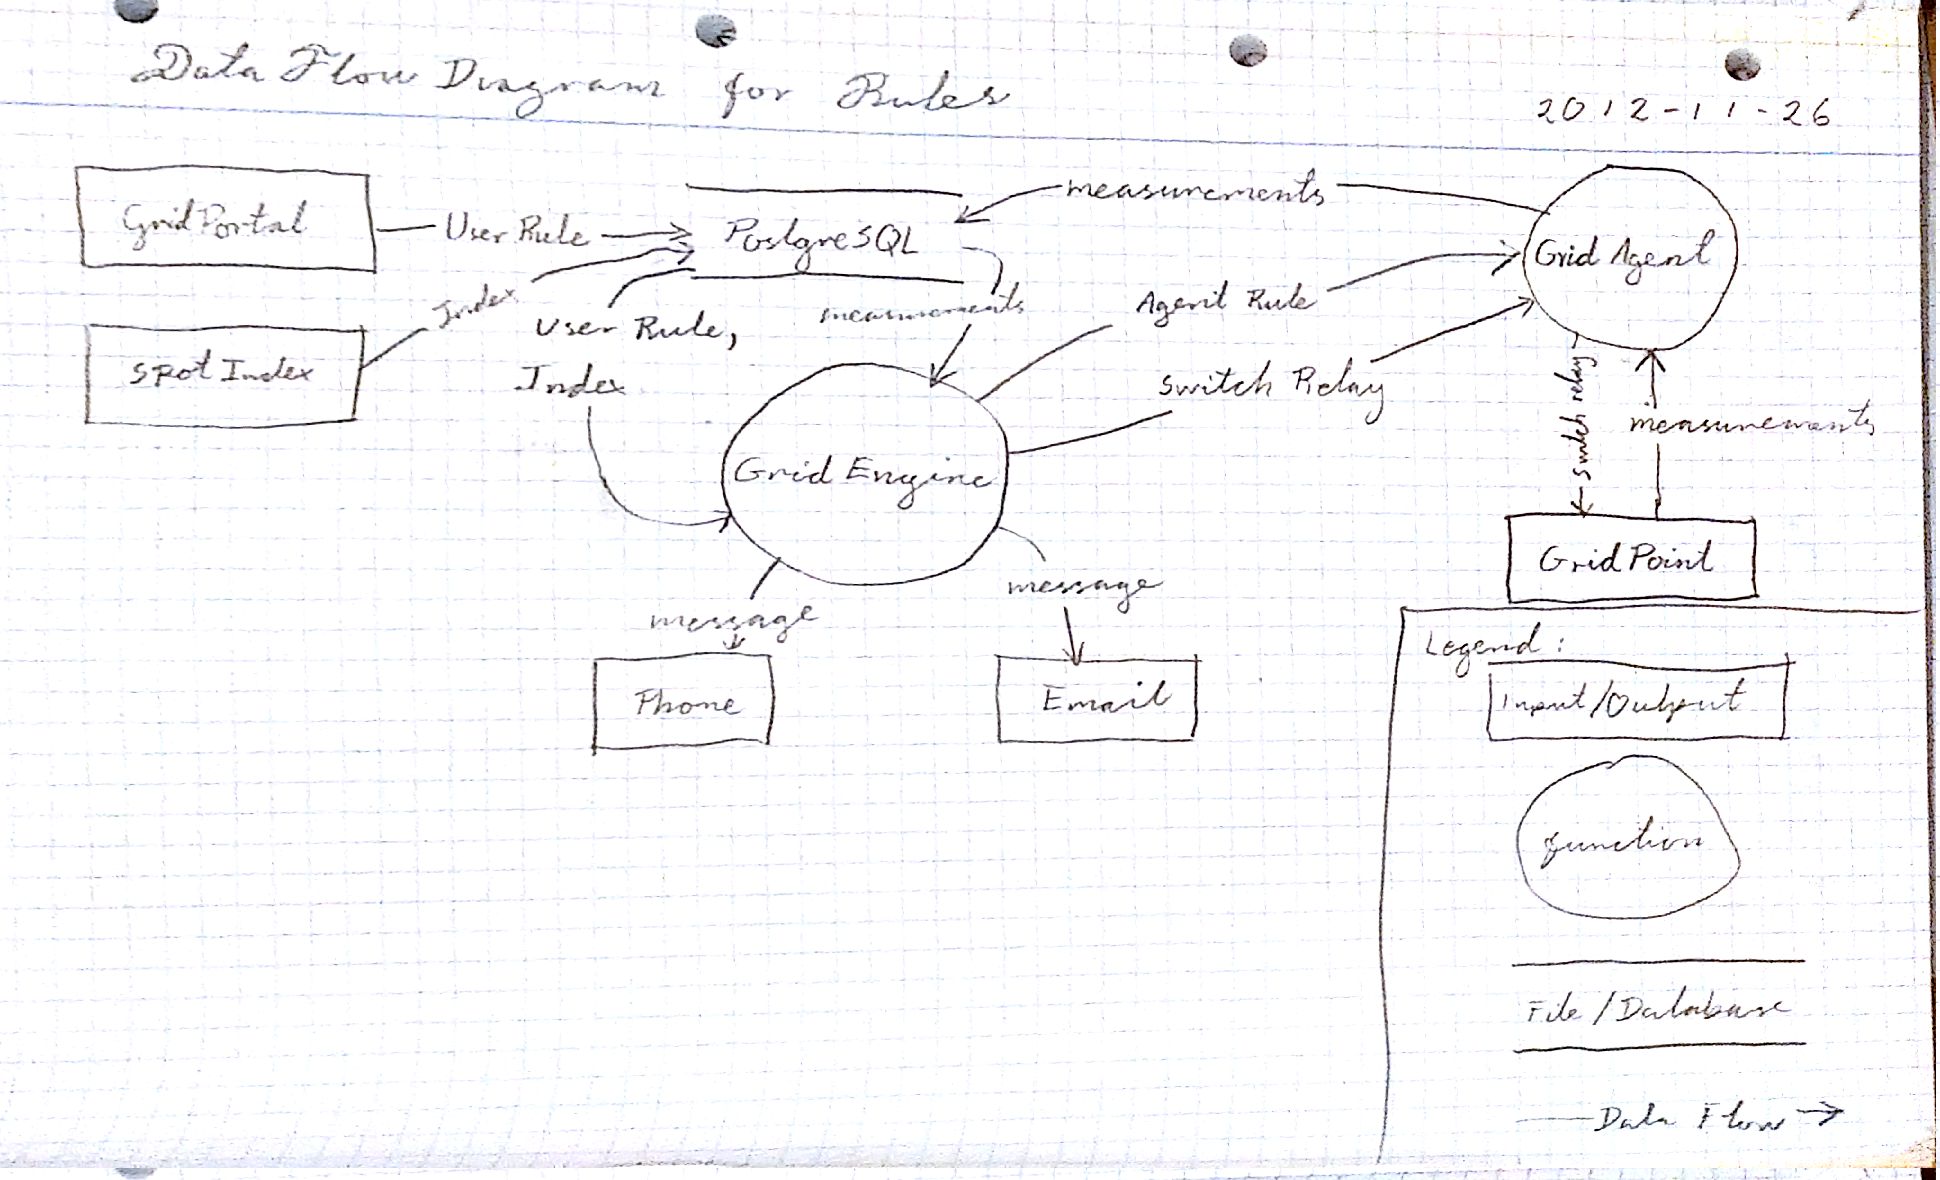 Data Flow Diagram for Rules
2012-11-26
GridPortal
User Rule
PostgreSQL
measurements
Grid Agent
Index
User Rule,
Index
measurements
Agent Rule
Spot Index
switch Relay
switch relay
measurements
Grid Engine
GridPoint
message
message
Phone
Email
Legend:
Input/Output
function
File/Database
Data Flow